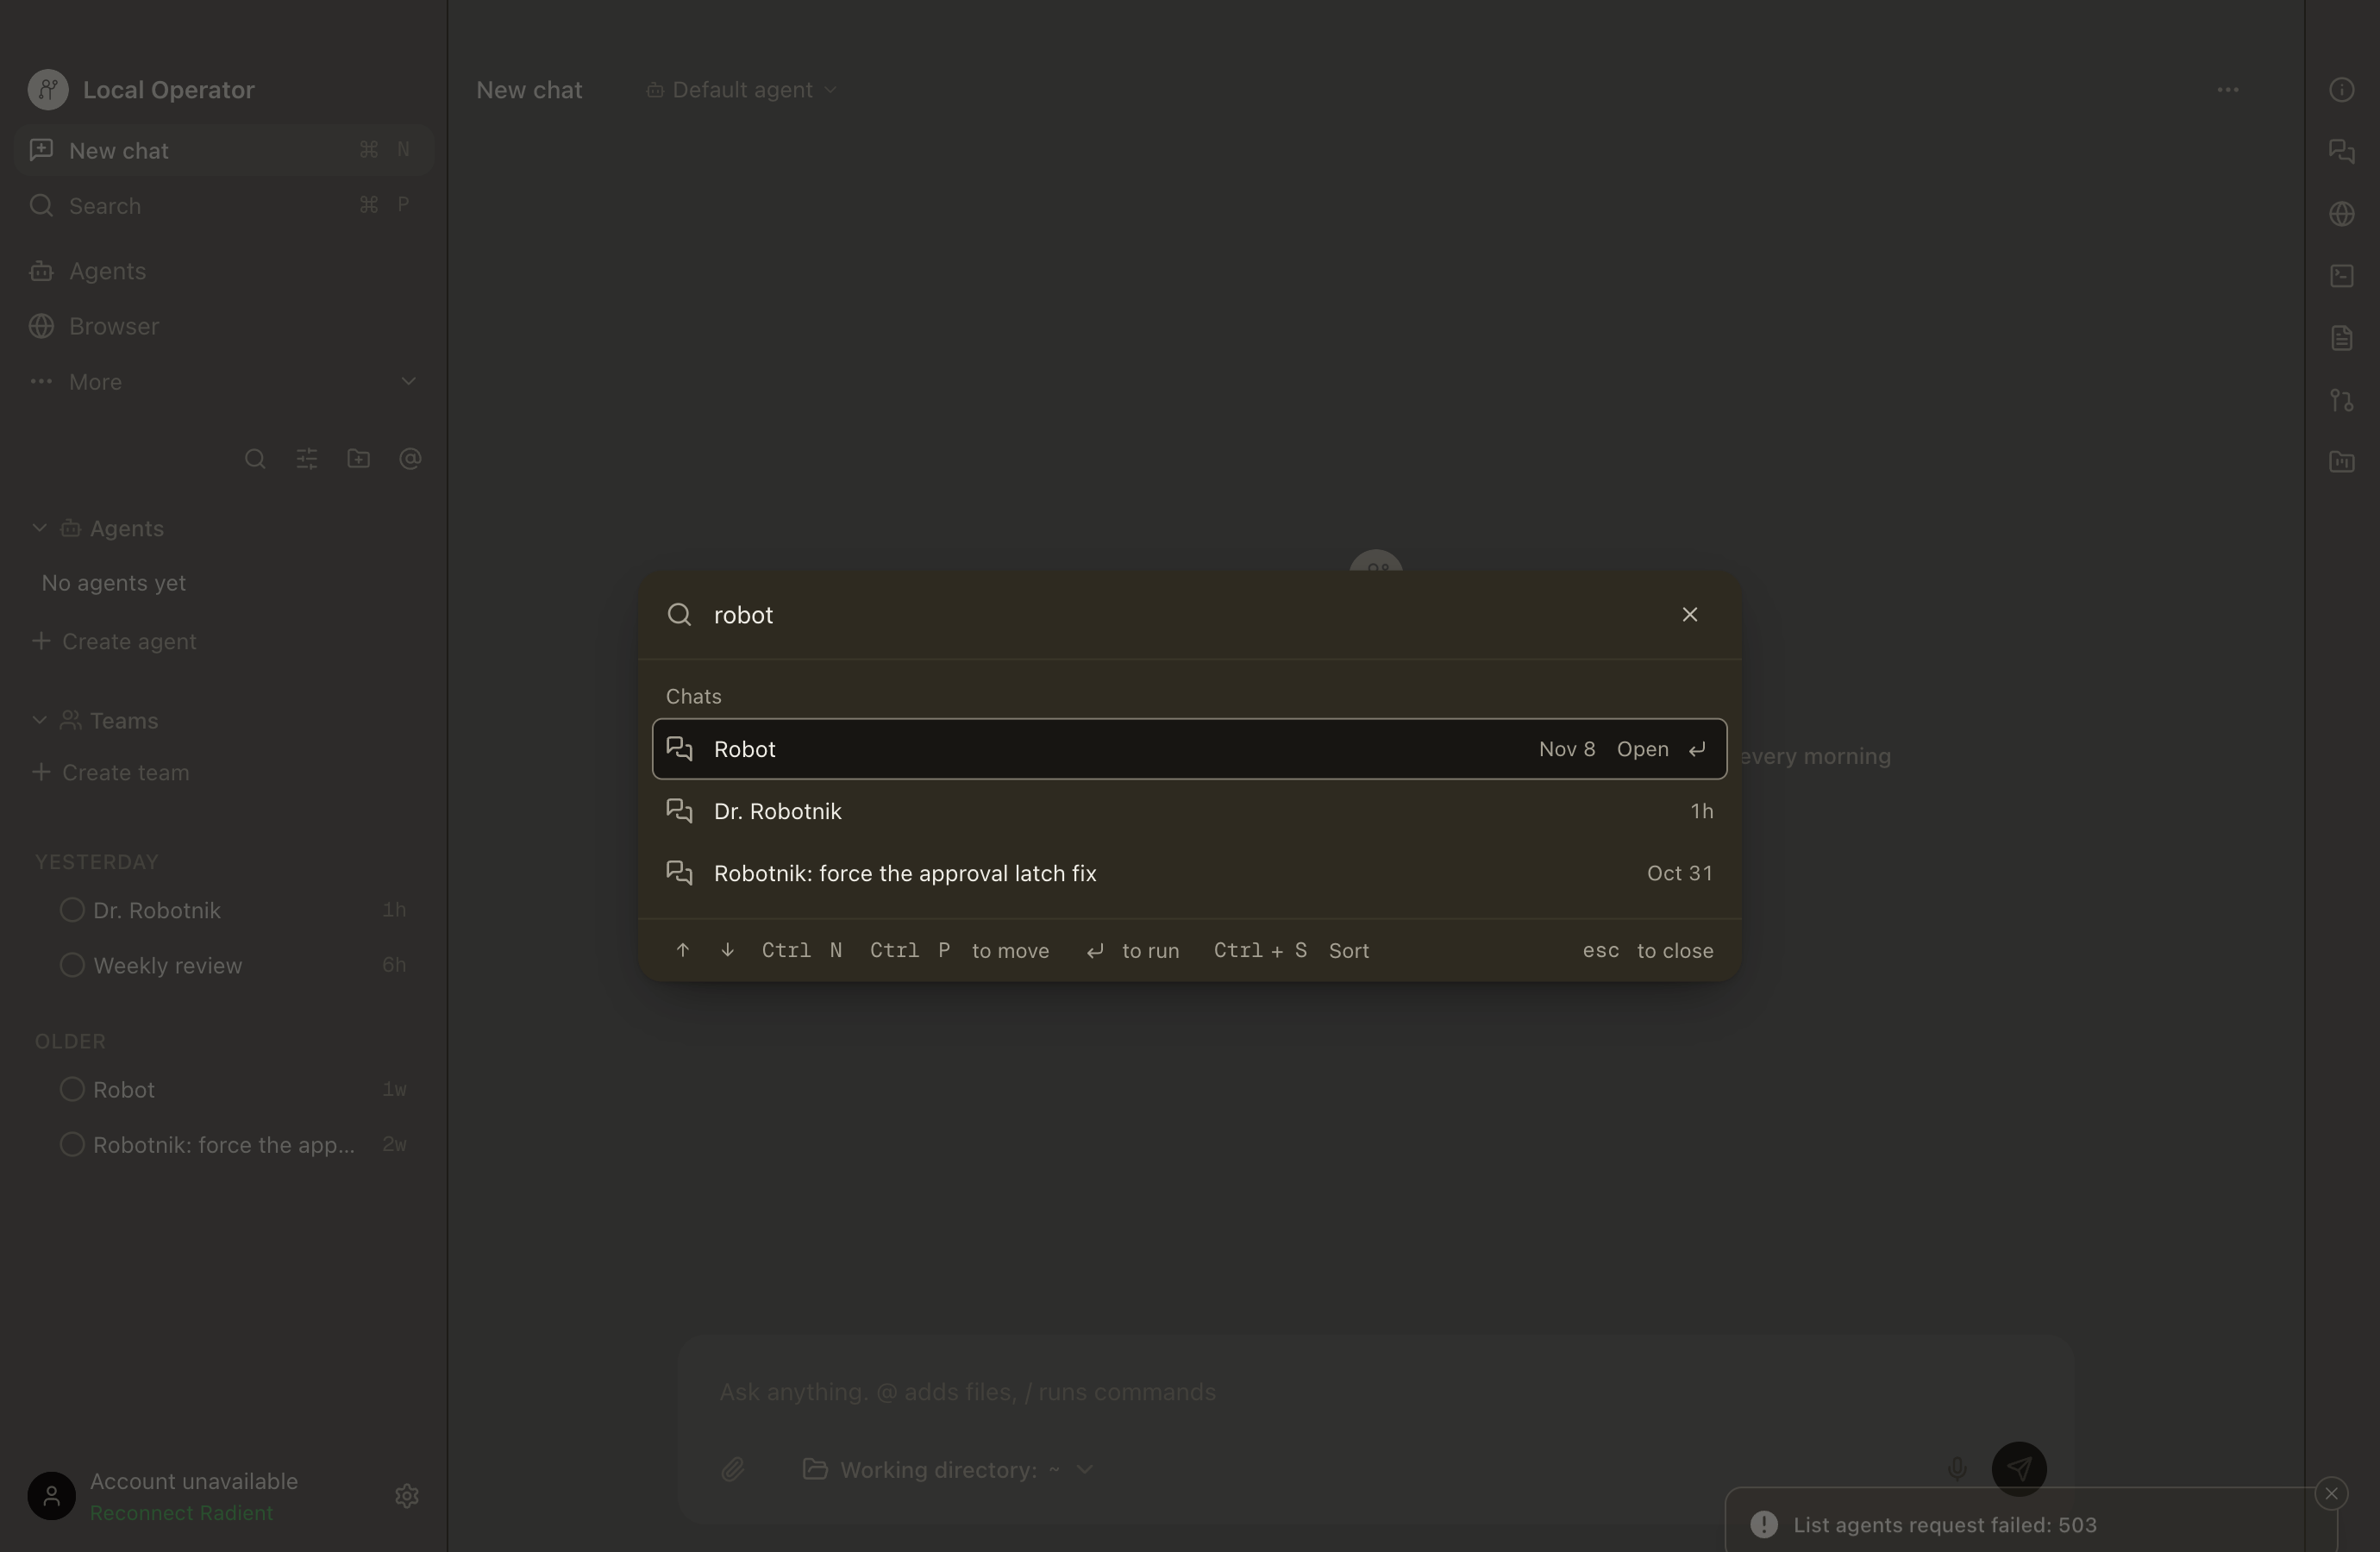 Local Operator
New chat ⌘ N
Search ⌘ P
Agents
Browser
More
Agents
No agents yet
Create agent
Teams
Create team
YESTERDAY
Dr. Robotnik 1h
Weekly review 6h
OLDER
Robot 1w
Robotnik: force the app... 2w
Account unavailable
Reconnect Radient
New chat Default agent
every morning
robot
Chats
Robot Nov 8 Open ↵
Dr. Robotnik 1h
Robotnik: force the approval latch fix Oct 31
↑ ↓ Ctrl N Ctrl P to move ↵ to run Ctrl + S Sort esc to close
Ask anything. @ adds files, / runs commands
Working directory: ~
List agents request failed: 503